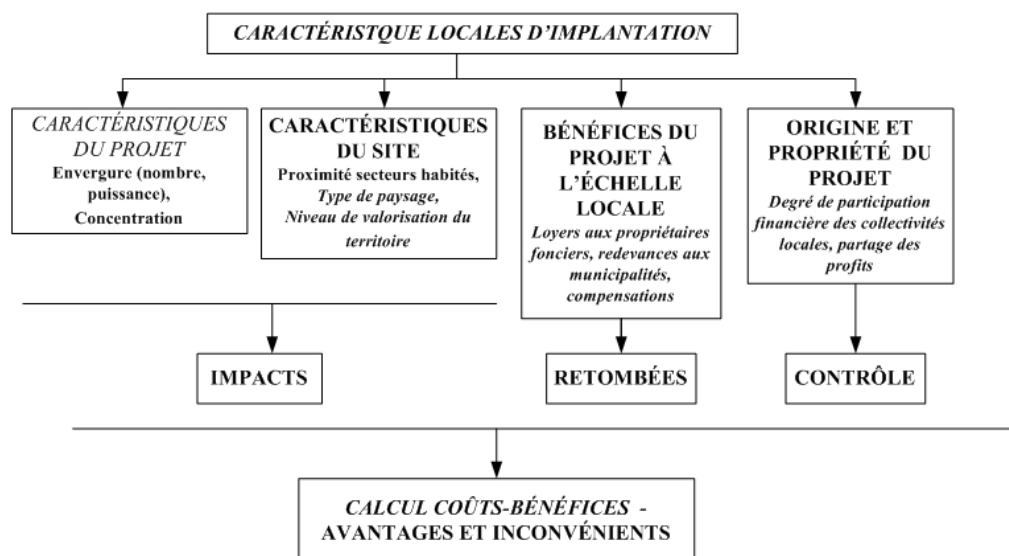 CARACTÉRISTQUE LOCALES D'IMPLANTATION
CARACTÉRISTIQUES
DU PROJET
Envergure (nombre,
puissance),
Concentration
CARACTÉRISTIQUES
DU SITE
Proximité secteurs habités,
Type de paysage,
Niveau de valorisation du
territoire
BÉNÉFICES DU
PROJET À
L'ÉCHELLE
LOCALE
Loyers aux propriétaires
fonciers, redevances aux
municipalités,
compensations
ORIGINE ET
PROPRIÉTÉ DU
PROJET
Degré de participation
financière des collectivités
locales, partage des
profits
IMPACTS
RETOMBÉES
CONTRÔLE
CALCUL COÛTS-BÉNÉFICES -
AVANTAGES ET INCONVÉNIENTS